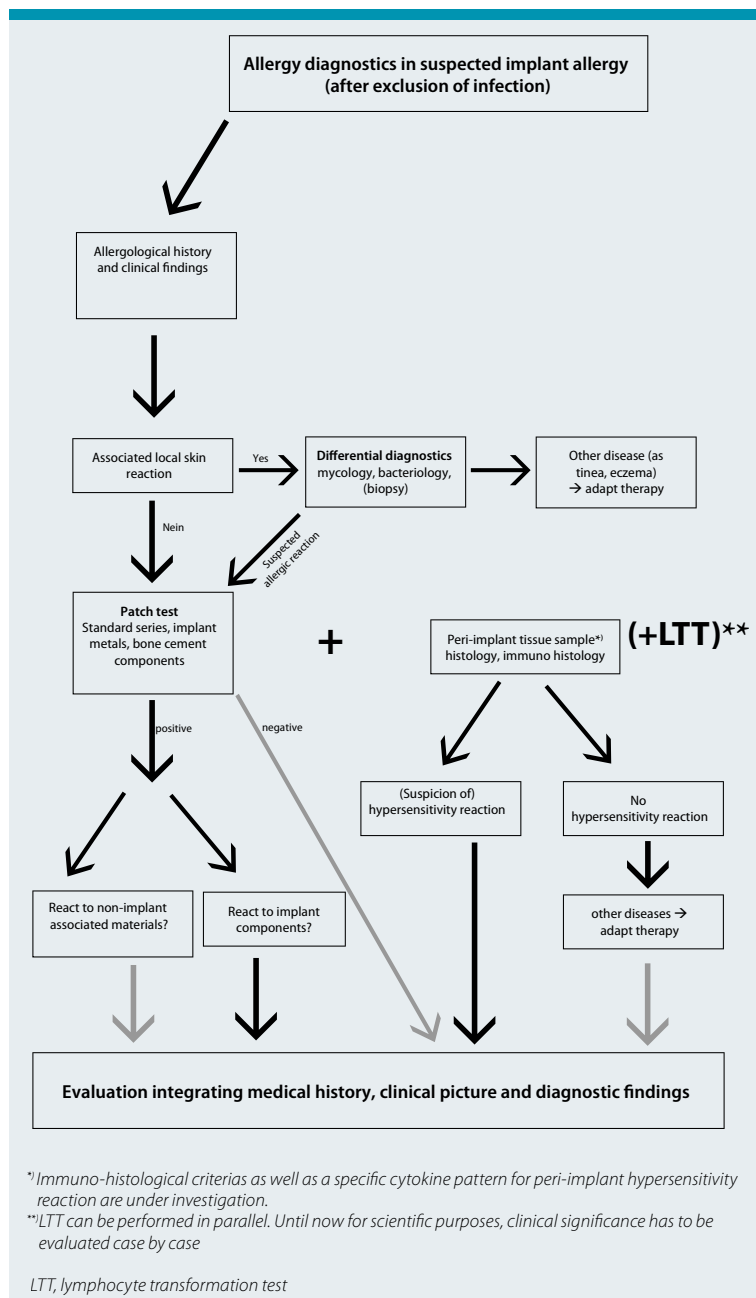 Allergy diagnostics in suspected implant allergy
(after exclusion of infection)
Allergological history
and clinical findings
Associated local skin
reaction
Yes
Differential diagnostics
mycology, bacteriology,
(biopsy)
Other disease (as
tinea, eczema)
→ adapt therapy
Nein
Suspected
allergic reaction
Patch test
Standard series, implant
metals, bone cement
components
+
Peri-implant tissue sample*)
histology, immuno histology
(+LTT)**
positive
negative
(Suspicion of)
hypersensitivity reaction
No
hypersensitivity reaction
React to non-implant
associated materials?
React to implant
components?
other diseases →
adapt therapy
Evaluation integrating medical history, clinical picture and diagnostic findings
*) Immuno-histological criterias as well as a specific cytokine pattern for peri-implant hypersensitivity
reaction are under investigation.
**) LTT can be performed in parallel. Until now for scientific purposes, clinical significance has to be
evaluated case by case
LTT, lymphocyte transformation test